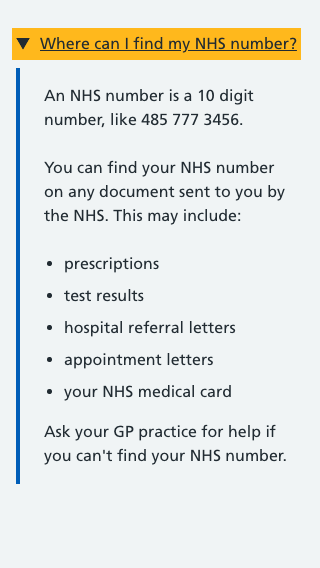 Where can I find my NHS number?
An NHS number is a 10 digit
number, like 485 777 3456.
You can find your NHS number
on any document sent to you by
the NHS. This may include:
• prescriptions
• test results
• hospital referral letters
• appointment letters
• your NHS medical card
Ask your GP practice for help if
you can't find your NHS number.